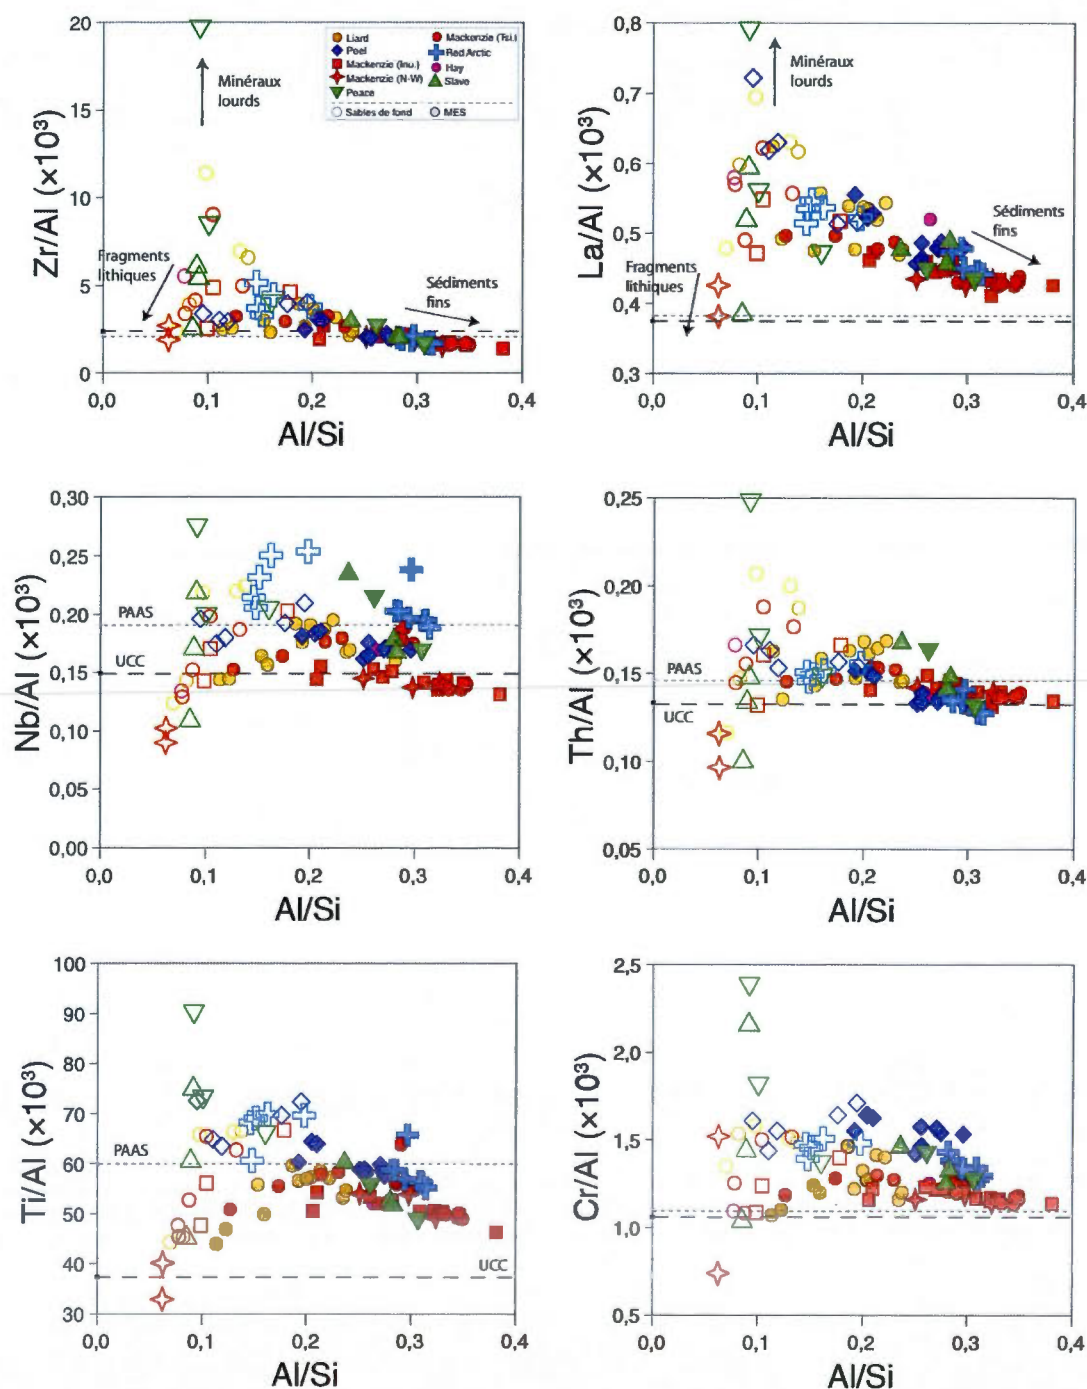 20
15
10
5
0
0,0
0,1
0,2
0,3
0,4
Zr/Al (×10³)
Al/Si
Minéraux
lourds
Fragments
lithiques
Sédiments
fins
Liard
Peel
Mackenzie (Inu.)
Mackenzie (N-W)
Peace
Mackenzie (Tsi.)
Red Arctic
Hay
Slave
Sables de fond
MES
0,8
0,7
0,6
0,5
0,4
0,3
0,0
0,1
0,2
0,3
0,4
La/Al (×10³)
Al/Si
Minéraux
lourds
Fragments
lithiques
Sédiments
fins
0,30
0,25
0,20
0,15
0,10
0,05
0,00
0,0
0,1
0,2
0,3
0,4
Nb/Al (×10³)
Al/Si
PAAS
UCC
0,25
0,20
0,15
0,10
0,05
0,0
0,1
0,2
0,3
0,4
Th/Al (×10³)
Al/Si
PAAS
UCC
100
90
80
70
60
50
40
30
0,0
0,1
0,2
0,3
0,4
Ti/Al (×10³)
Al/Si
PAAS
UCC
2,5
2,0
1,5
1,0
0,5
0,0
0,1
0,2
0,3
0,4
Cr/Al (×10³)
Al/Si